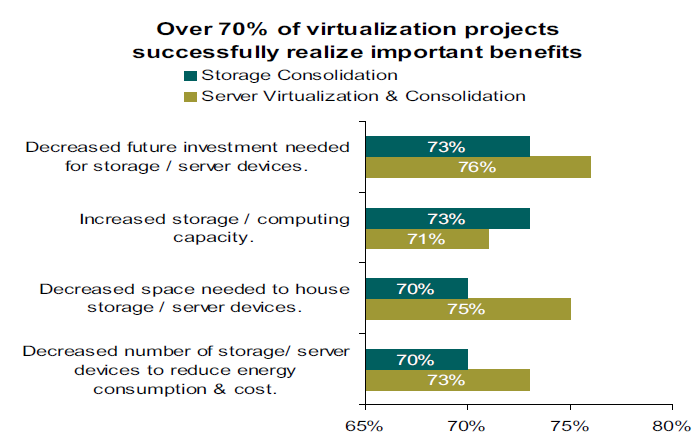 Over 70% of virtualization projects
successfully realize important benefits
Storage Consolidation
Server Virtualization & Consolidation
Decreased future investment needed
for storage / server devices.
73%
76%
Increased storage / computing
capacity.
73%
71%
Decreased space needed to house
storage / server devices.
70%
75%
Decreased number of storage/ server
devices to reduce energy
consumption & cost.
70%
73%
65% 70% 75% 80%